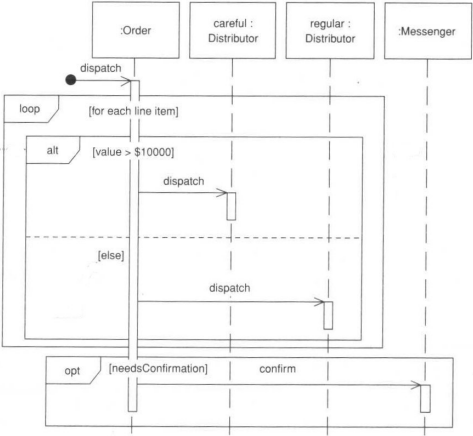 :Order
careful :
Distributor
regular :
Distributor
:Messenger
dispatch
loop
[for each line item]
alt
[value > $10000]
dispatch
[else]
dispatch
opt
[needsConfirmation]
confirm